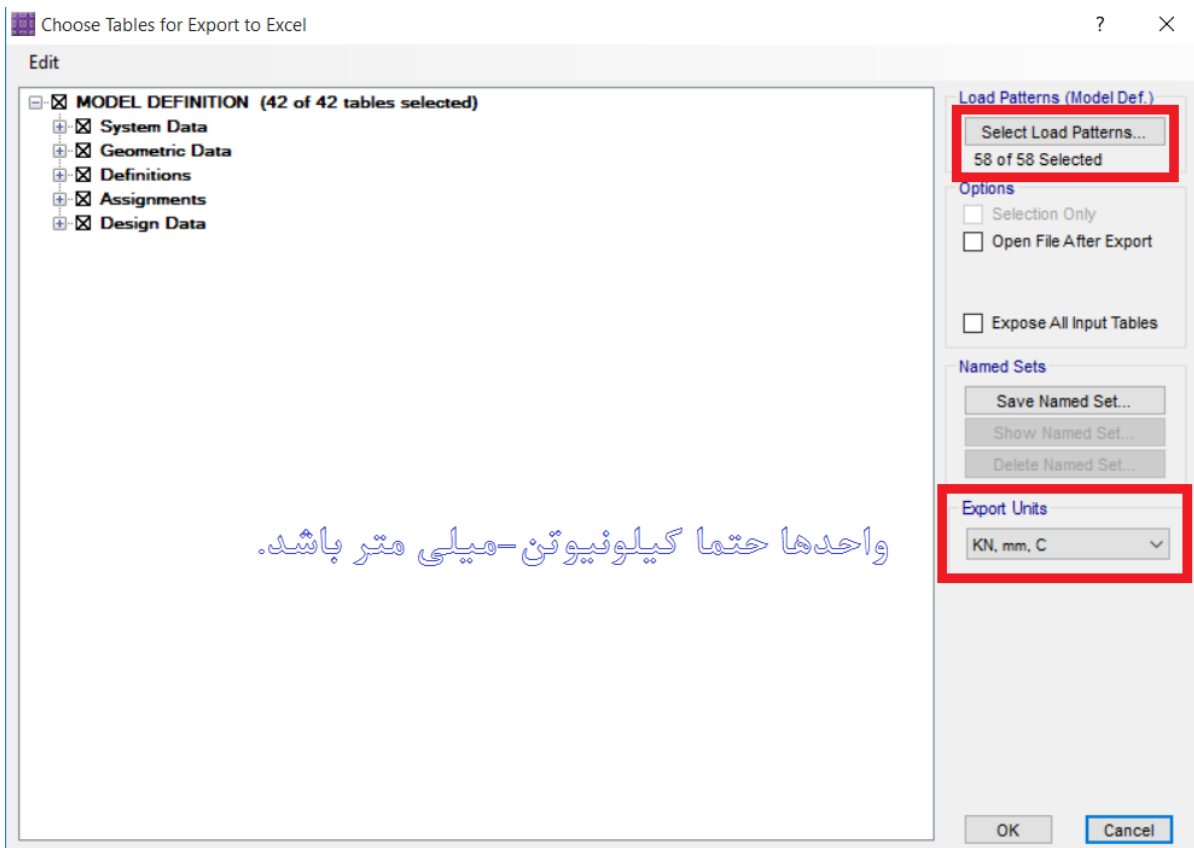 Choose Tables for Export to Excel
?
Edit
MODEL DEFINITION (42 of 42 tables selected)
System Data
Geometric Data
Definitions
Assignments
Design Data
واحدها حتما کیلونیوتن-میلی متر باشد.
Load Patterns (Model Def.)
Select Load Patterns...
58 of 58 Selected
Options
Selection Only
Open File After Export
Expose All Input Tables
Named Sets
Save Named Set...
Show Named Set...
Delete Named Set...
Export Units
KN, mm, C
OK
Cancel